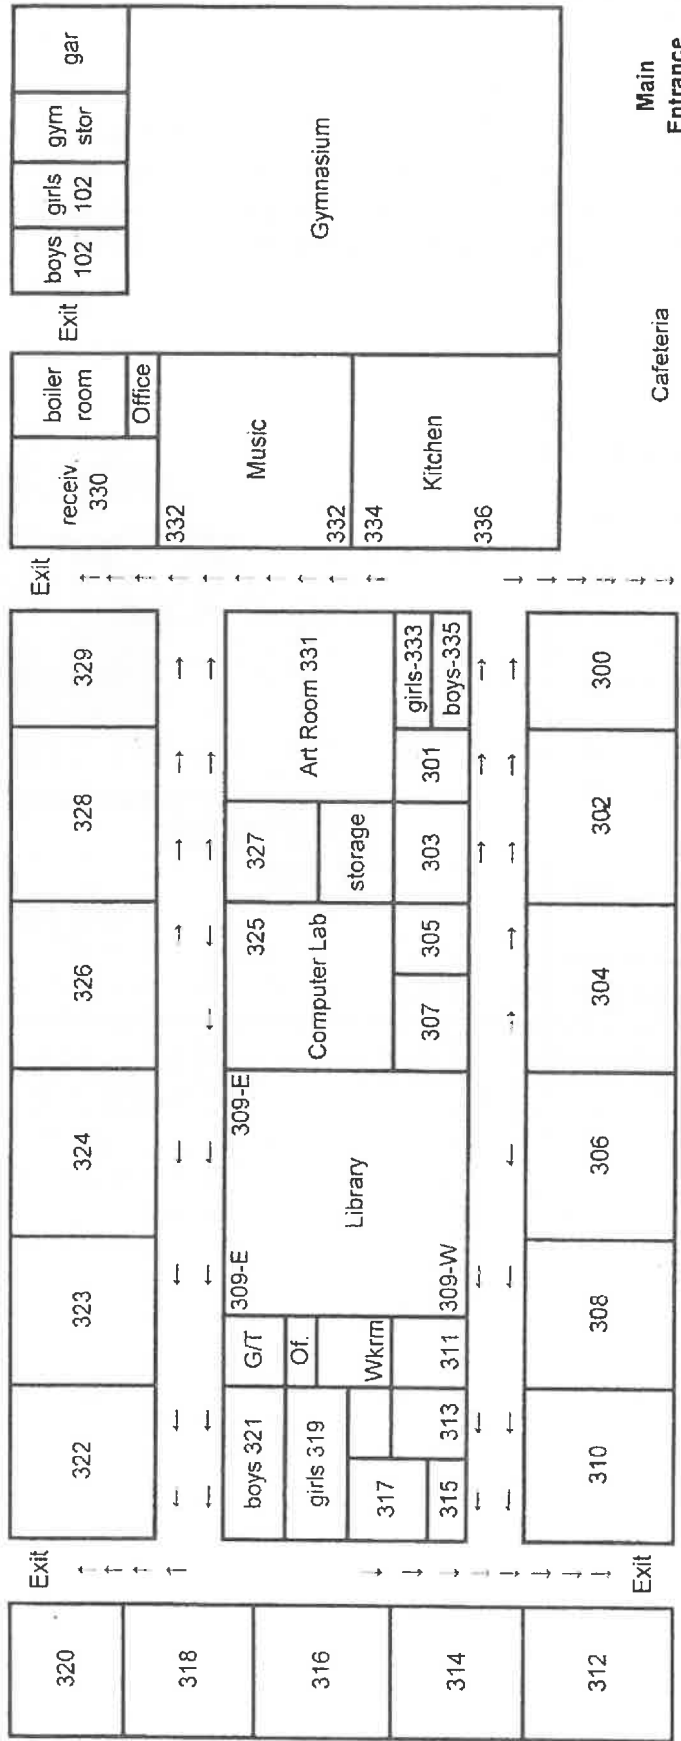 gar
gym
stor
girls
102
boys
102
Exit
boiler
room
Office
receiv.
330
Gymnasium
Music
332
332
Kitchen
334
336
Main
Entrance
Cafeteria
Exit
329
328
326
324
323
322
Exit
Art Room 331
girls-333
boys-335
301
327
storage
303
325
Computer Lab
305
307
309-E
Library
309-E
309-W
G/T
Of.
Wkrm
311
boys 321
girls 319
313
317
315
300
302
304
306
308
310
Exit
320
318
316
314
312